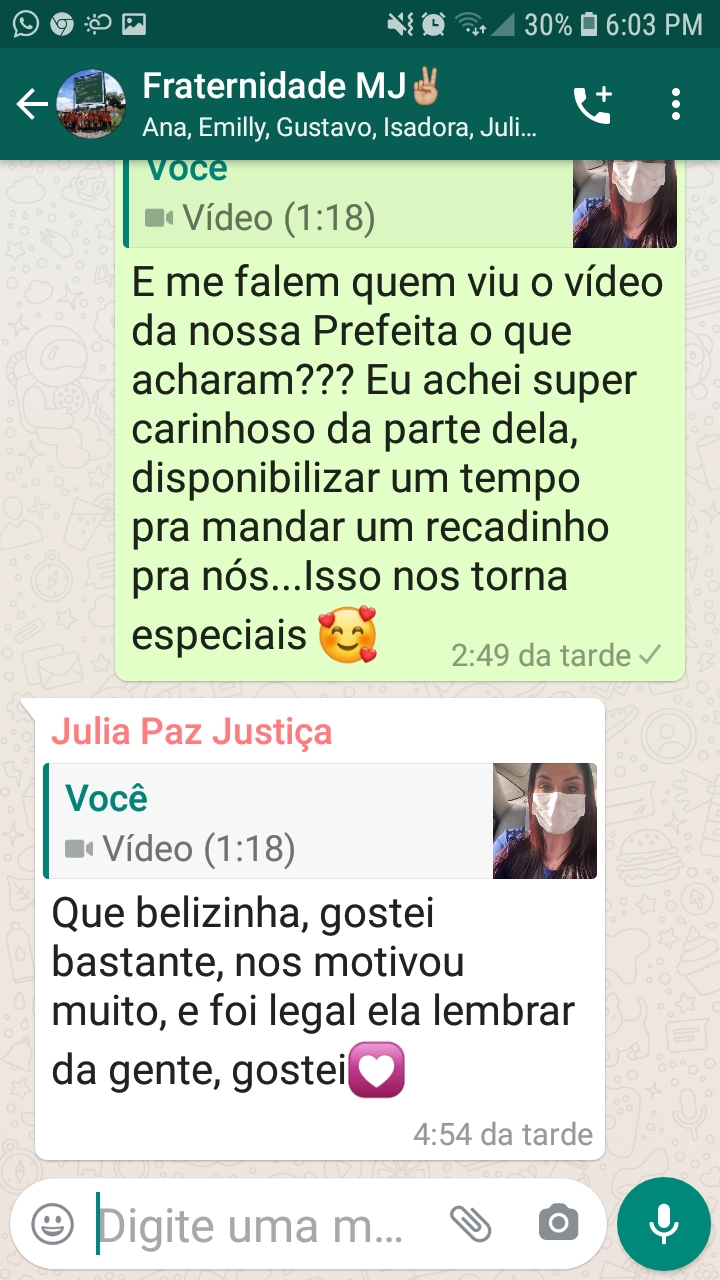 30% 6:03 PM
Fraternidade MJ✌🏽
Ana, Emilly, Gustavo, Isadora, Juli...
Você
Vídeo (1:18)
E me falem quem viu o vídeo
da nossa Prefeita o que
acharam??? Eu achei super
carinhoso da parte dela,
disponibilizar um tempo
pra mandar um recadinho
pra nós...Isso nos torna
especiais 🥰
2:49 da tarde
Julia Paz Justiça
Você
Vídeo (1:18)
Que belizinha, gostei
bastante, nos motivou
muito, e foi legal ela lembrar
da gente, gostei💟
4:54 da tarde
Digite uma m...